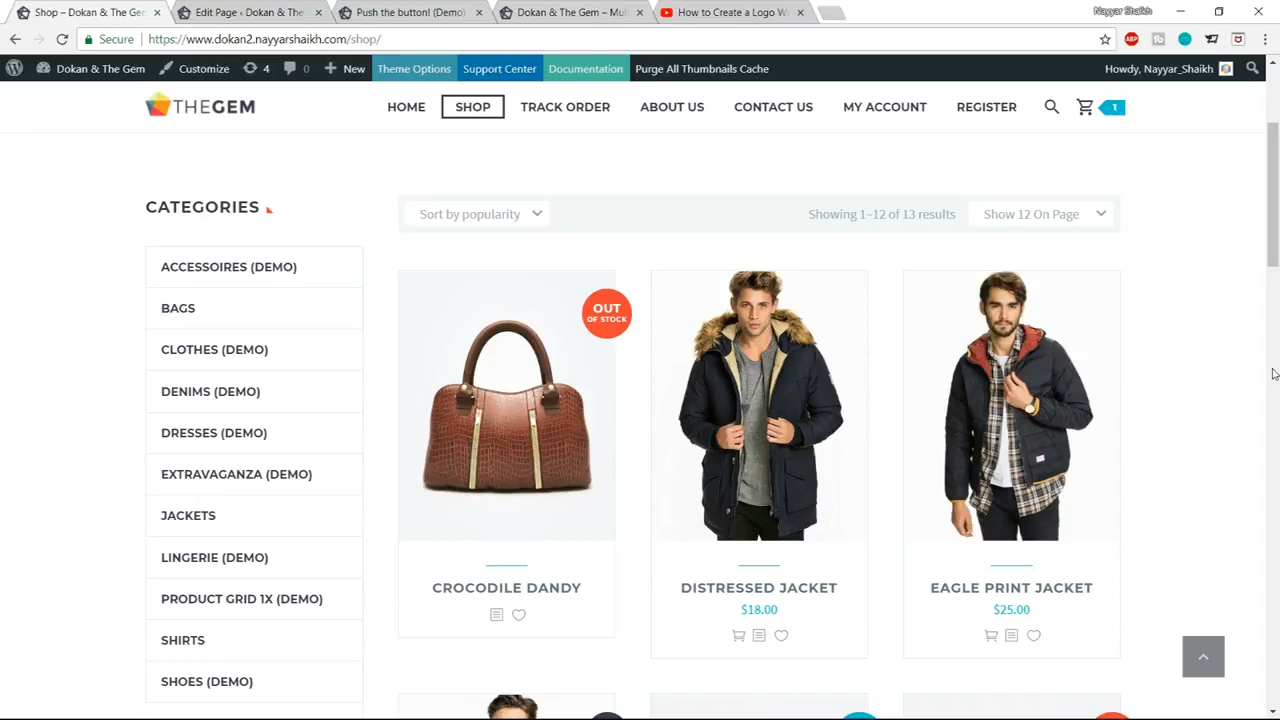 Shop – Dokan & The Ge
Edit Page ‹ Dokan & The G
Push the button! (Demo)
Dokan & The Gem – Mul
How to Create a Logo W
Nayyar Shaikh
Secure https://www.dokan2.nayyarshaikh.com/shop/
Dokan & The Gem Customize 4 0 New Theme Options Support Center Documentation Purge All Thumbnails Cache Howdy, Nayyar_Shaikh
THEGEM HOME SHOP TRACK ORDER ABOUT US CONTACT US MY ACCOUNT REGISTER 1
CATEGORIES
ACCESSOIRES (DEMO)
BAGS
CLOTHES (DEMO)
DENIMS (DEMO)
DRESSES (DEMO)
EXTRAVAGANZA (DEMO)
JACKETS
LINGERIE (DEMO)
PRODUCT GRID 1X (DEMO)
SHIRTS
SHOES (DEMO)
Sort by popularity Showing 1–12 of 13 results Show 12 On Page
OUT
OF STOCK
CROCODILE DANDY
DISTRESSED JACKET
$18.00
EAGLE PRINT JACKET
$25.00